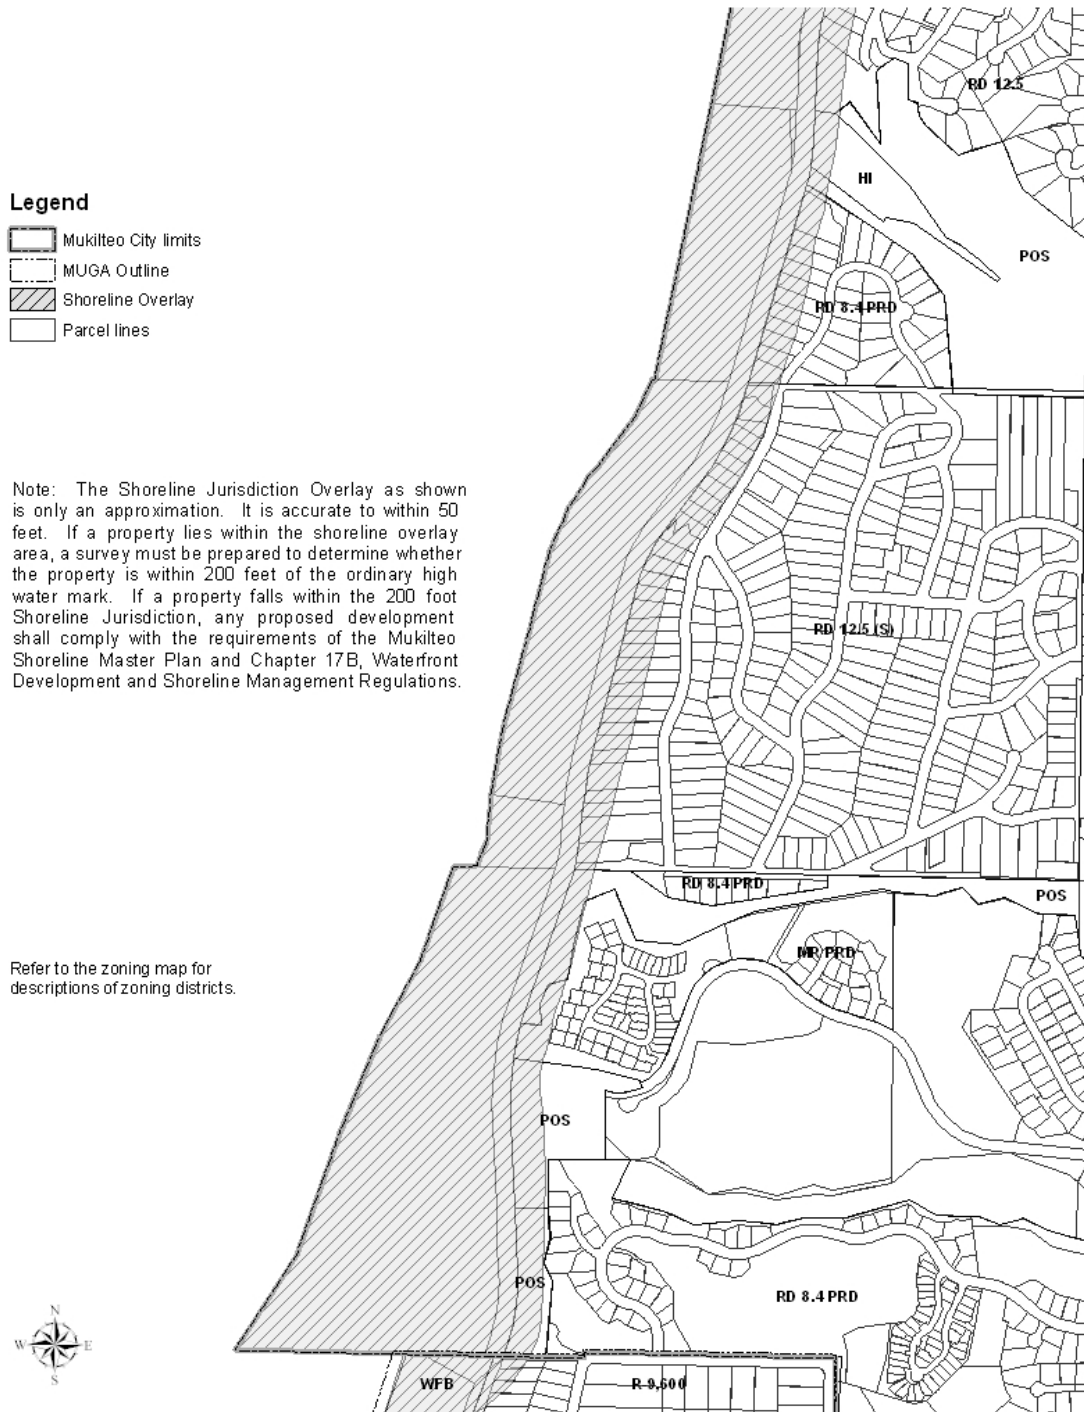 RD 12.5
HI
POS
Legend
Mukilteo City limits
MUGA Outline
Shoreline Overlay
Parcel lines
RD 8.4 PRD
Note: The Shoreline Jurisdiction Overlay as shown
is only an approximation. It is accurate to within 50
feet. If a property lies within the shoreline overlay
area, a survey must be prepared to determine whether
the property is within 200 feet of the ordinary high
water mark. If a property falls within the 200 foot
Shoreline Jurisdiction, any proposed development
shall comply with the requirements of the Mukilteo
Shoreline Master Plan and Chapter 17B, Waterfront
Development and Shoreline Management Regulations.
RD 12.5 (S)
RD 8.4 PRD
POS
MR/PRD
Refer to the zoning map for
descriptions of zoning districts.
POS
POS
RD 8.4 PRD
N
W E
S
WFB
R 9,600